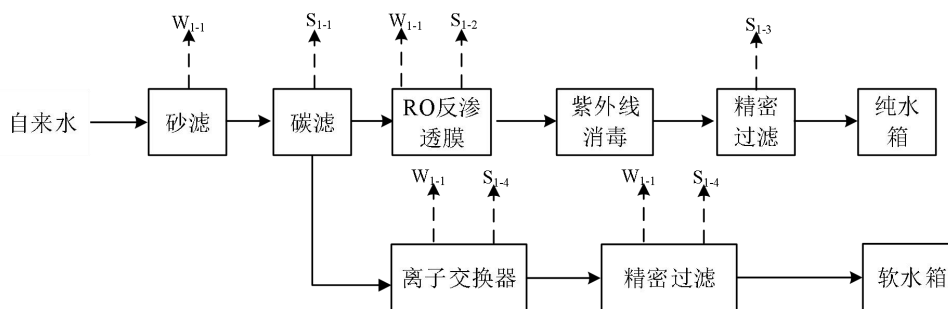 W1-1
S1-1
W1-1
S1-2
S1-3
自来水
砂滤
碳滤
RO反渗
透膜
紫外线
消毒
精密
过滤
纯水
箱
W1-1
S1-4
W1-1
S1-4
离子交换器
精密过滤
软水箱